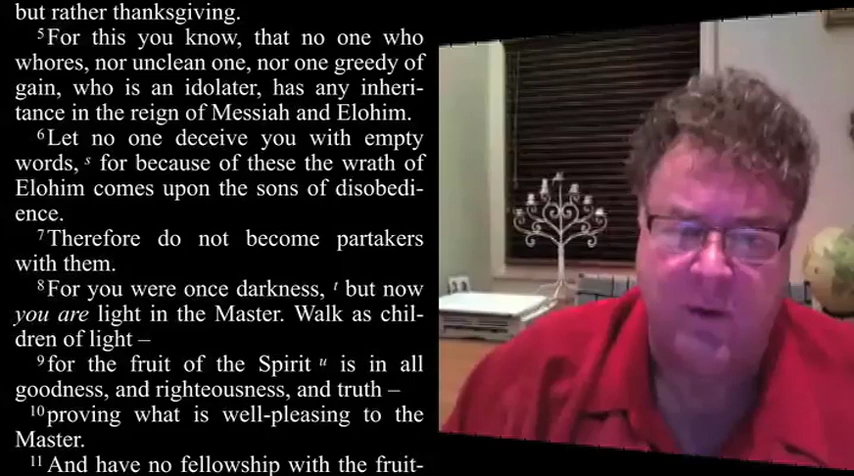 but rather thanksgiving.
5For this you know, that no one who
whores, nor unclean one, nor one greedy of
gain, who is an idolater, has any inheri-
tance in the reign of Messiah and Elohim.
6Let no one deceive you with empty
words, s for because of these the wrath of
Elohim comes upon the sons of disobedi-
ence.
7Therefore do not become partakers
with them.
8For you were once darkness, t but now
you are light in the Master. Walk as chil-
dren of light –
9for the fruit of the Spirit u is in all
goodness, and righteousness, and truth –
10proving what is well-pleasing to the
Master.
11 And have no fellowship with the fruit-